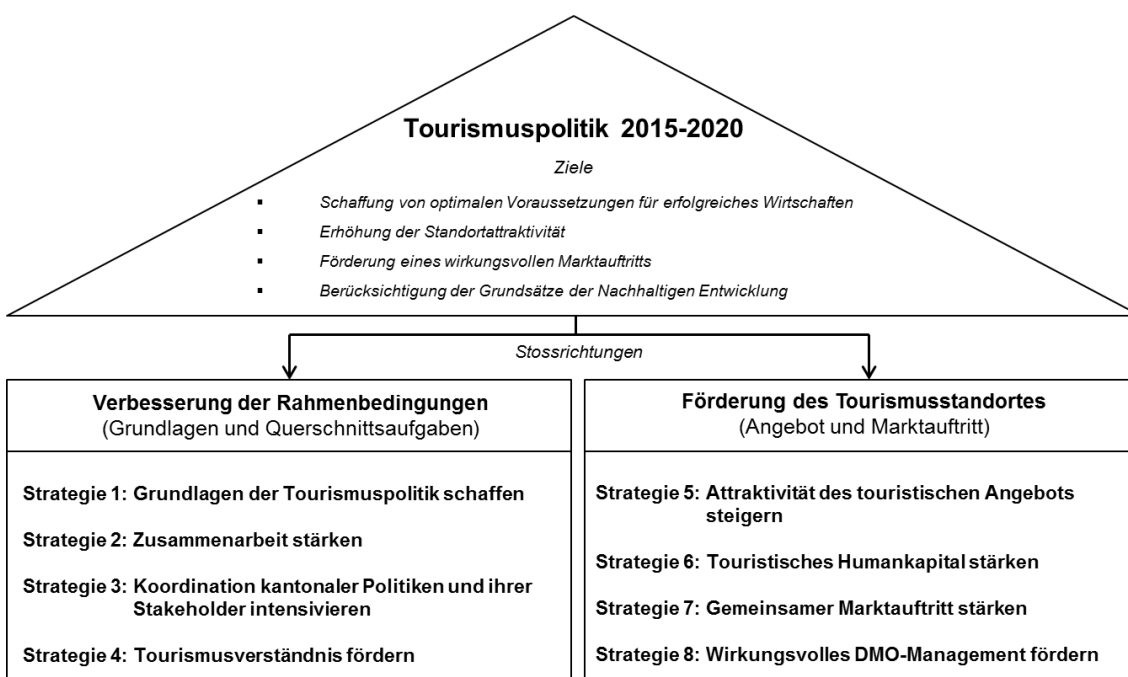 Tourismuspolitik 2015-2020
Ziele
▪ Schaffung von optimalen Voraussetzungen für erfolgreiches Wirtschaften
▪ Erhöhung der Standortattraktivität
▪ Förderung eines wirkungsvollen Marktauftritts
▪ Berücksichtigung der Grundsätze der Nachhaltigen Entwicklung
Stossrichtungen
Verbesserung der Rahmenbedingungen
(Grundlagen und Querschnittsaufgaben)
Strategie 1: Grundlagen der Tourismuspolitik schaffen
Strategie 2: Zusammenarbeit stärken
Strategie 3: Koordination kantonaler Politiken und ihrer
Stakeholder intensivieren
Strategie 4: Tourismusverständnis fördern
Förderung des Tourismusstandortes
(Angebot und Marktauftritt)
Strategie 5: Attraktivität des touristischen Angebots
steigern
Strategie 6: Touristisches Humankapital stärken
Strategie 7: Gemeinsamer Marktauftritt stärken
Strategie 8: Wirkungsvolles DMO-Management fördern